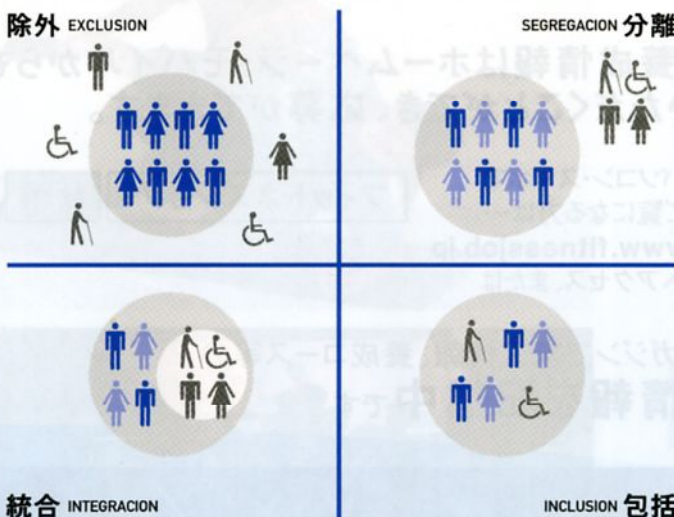 除外 EXCLUSION
SEGREGACION 分離
統合 INTEGRACION
INCLUSION 包括